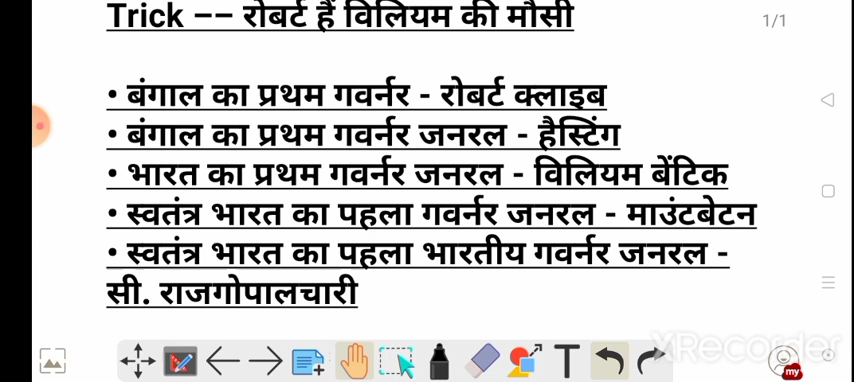 Trick –– रोबर्ट हैं विलियम की मौसी
1/1
• बंगाल का प्रथम गवर्नर - रोबर्ट क्लाइब
• बंगाल का प्रथम गवर्नर जनरल - हैस्टिंग
• भारत का प्रथम गवर्नर जनरल - विलियम बेंटिक
• स्वतंत्र भारत का पहला गवर्नर जनरल - माउंटबेटन
• स्वतंत्र भारत का पहला भारतीय गवर्नर जनरल -
सी. राजगोपालचारी
XRecorder
T
my